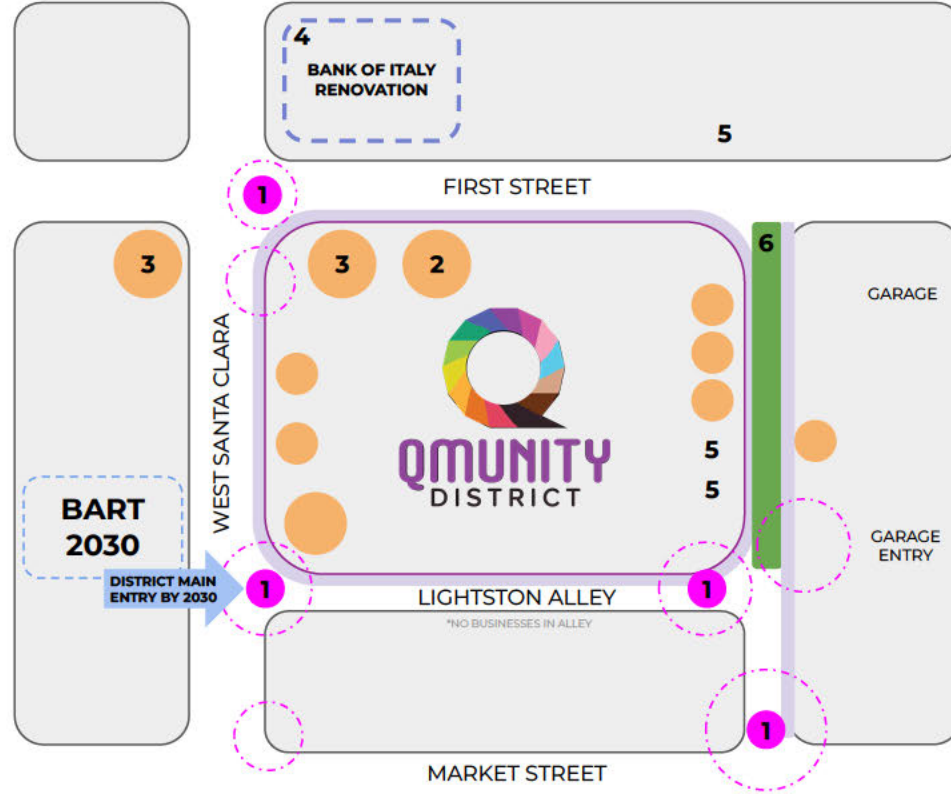 4
BANK OF ITALY
RENOVATION
5
FIRST STREET
1
3
3
2
6
GARAGE
WEST SANTA CLARA
QMUNITY
DISTRICT
5
5
BART
2030
GARAGE
ENTRY
DISTRICT MAIN
ENTRY BY 2030
1
1
LIGHTSTON ALLEY
*NO BUSINESSES IN ALLEY
1
MARKET STREET